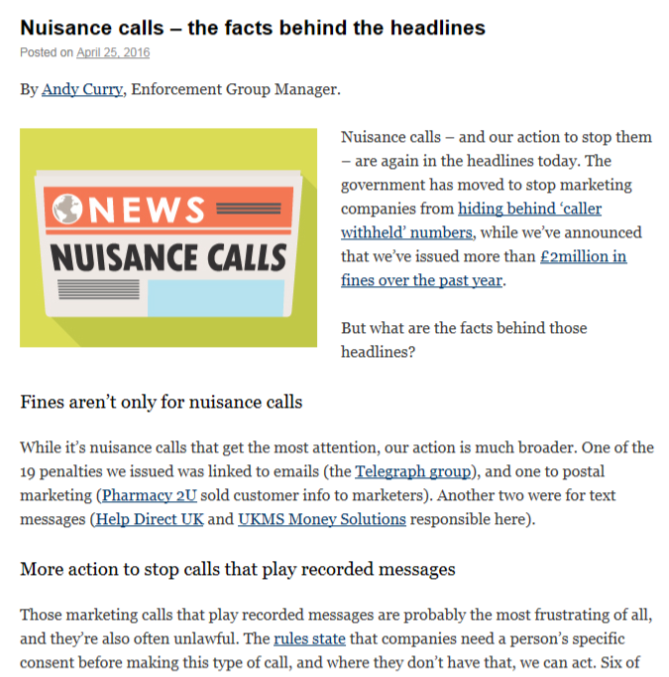 Nuisance calls – the facts behind the headlines
Posted on April 25, 2016
By Andy Curry, Enforcement Group Manager.
NEWS
NUISANCE CALLS
Nuisance calls – and our action to stop them
– are again in the headlines today. The
government has moved to stop marketing
companies from hiding behind ‘caller
withheld’ numbers, while we’ve announced
that we’ve issued more than £2million in
fines over the past year.
But what are the facts behind those
headlines?
Fines aren’t only for nuisance calls
While it’s nuisance calls that get the most attention, our action is much broader. One of the
19 penalties we issued was linked to emails (the Telegraph group), and one to postal
marketing (Pharmacy 2U sold customer info to marketers). Another two were for text
messages (Help Direct UK and UKMS Money Solutions responsible here).
More action to stop calls that play recorded messages
Those marketing calls that play recorded messages are probably the most frustrating of all,
and they’re also often unlawful. The rules state that companies need a person’s specific
consent before making this type of call, and where they don’t have that, we can act. Six of